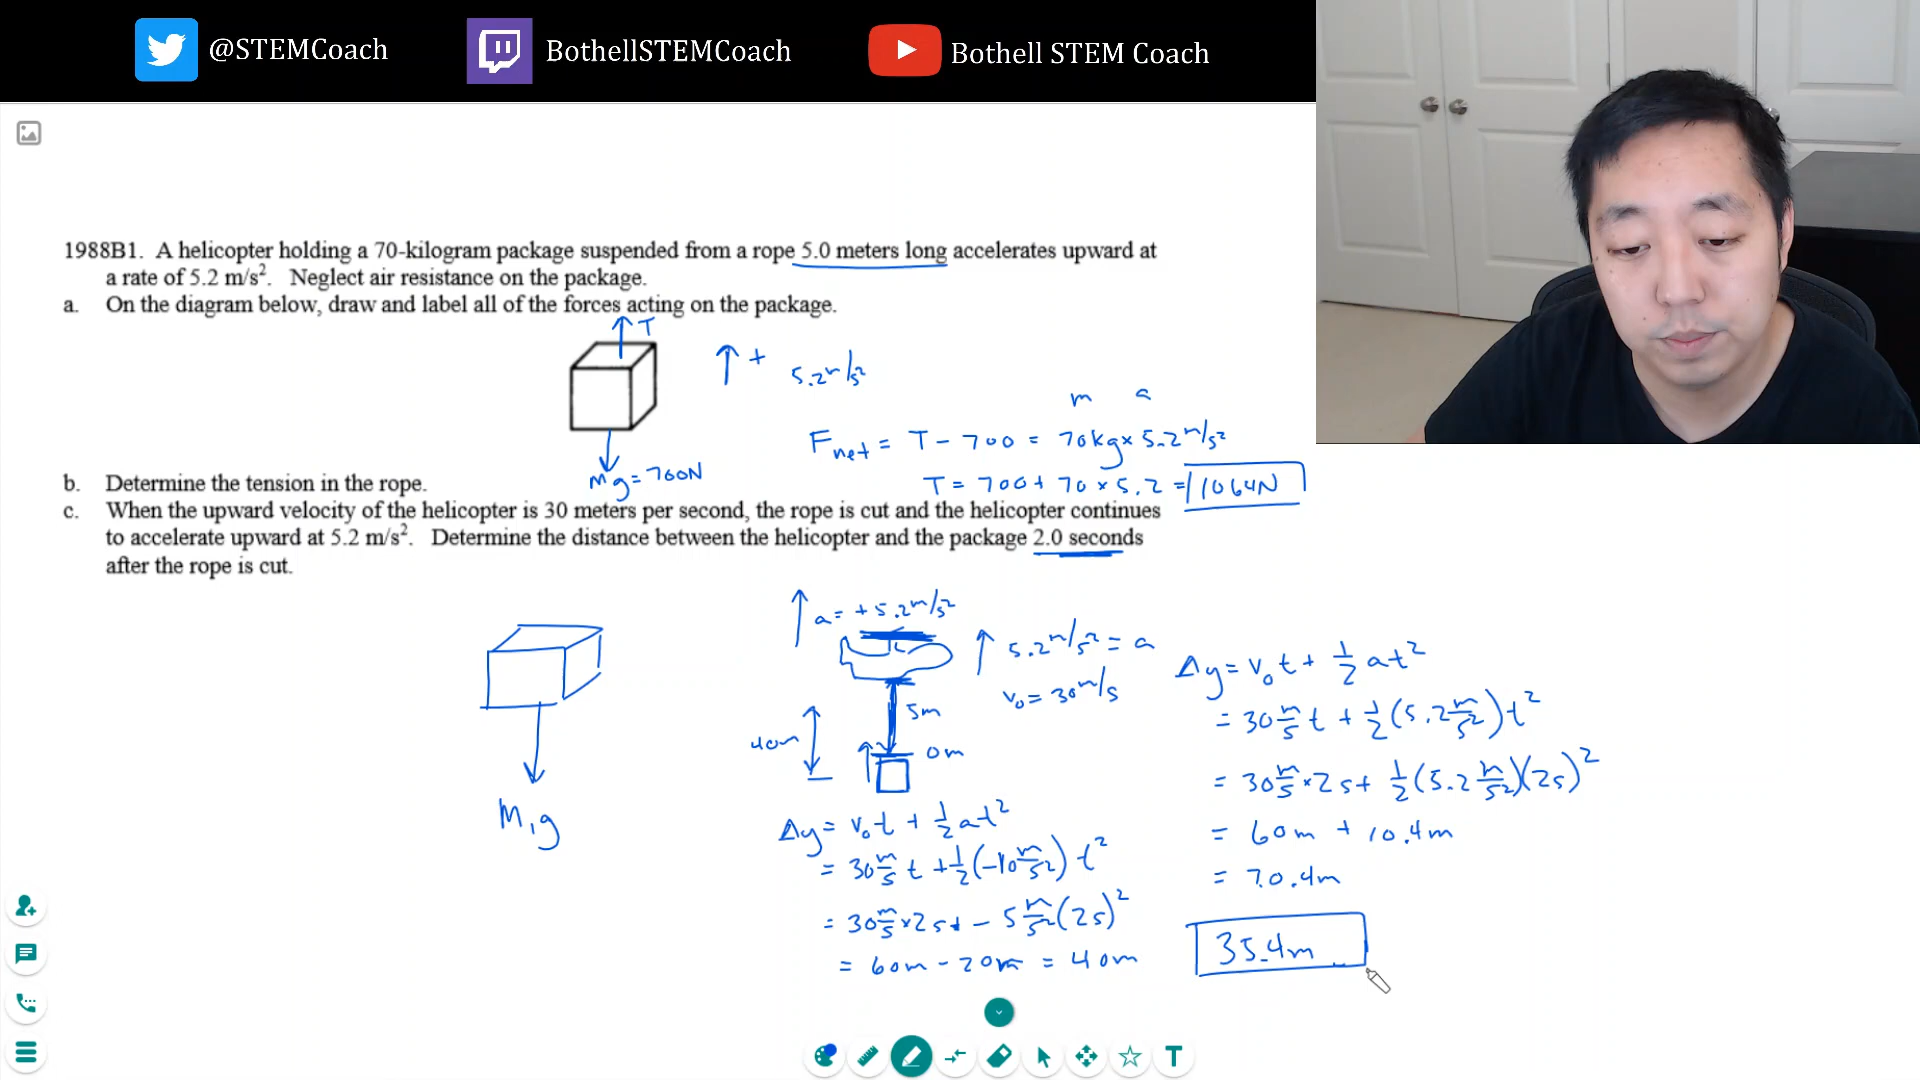 @STEMCoach BothellSTEMCoach Bothell STEM Coach
1988B1. A helicopter holding a 70-kilogram package suspended from a rope 5.0 meters long accelerates upward at
a rate of 5.2 m/s². Neglect air resistance on the package.
a. On the diagram below, draw and label all of the forces acting on the package.
T
+
5.2 m/s²
m a
F net = T - 700 = 70kg × 5.2 m/s²
mg = 700N
T = 700 + 70 × 5.2 = 1064N
b. Determine the tension in the rope.
c. When the upward velocity of the helicopter is 30 meters per second, the rope is cut and the helicopter continues
to accelerate upward at 5.2 m/s². Determine the distance between the helicopter and the package 2.0 seconds
after the rope is cut.
a = +5.2 m/s²
5.2 m/s² = a
v₀ = 30 m/s
5m
40m
0m
M₁g
Δy = v₀t + ½at²
= 30 m/s t + ½(-10 m/s²)t²
= 30 m/s × 2s + - 5 m/s² (2s)²
= 60m - 20m = 40m
Δy = v₀t + ½at²
= 30 m/s t + ½(5.2 m/s²)t²
= 30 m/s × 2s + ½(5.2 m/s²)(2s)²
= 60m + 10.4m
= 70.4m
35.4m
T